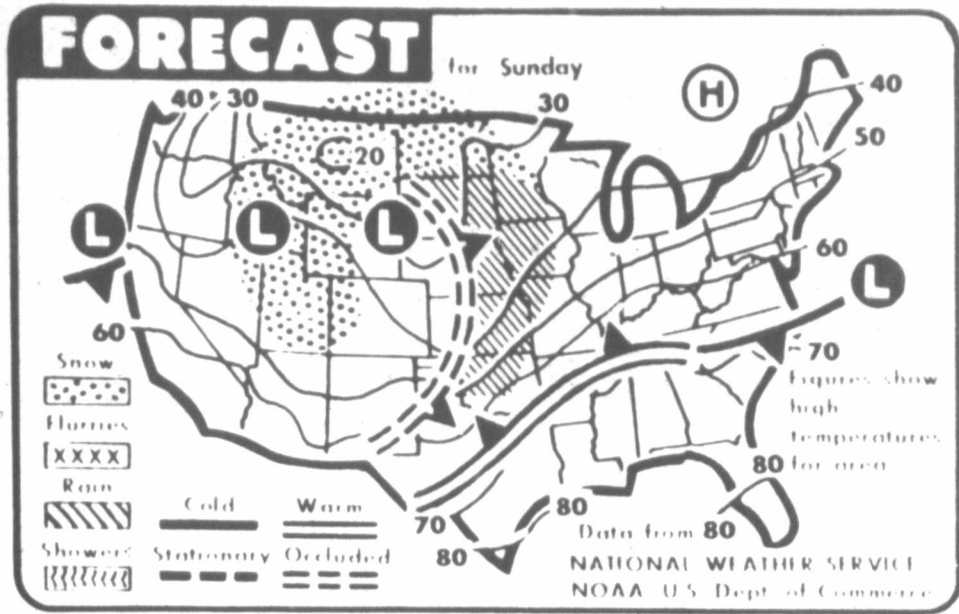 FORECAST
for Sunday
H
40 30
30
40
50
20
L
L
L
60
L
60
70
Snow
Flurries
XXXX
Rain
Showers
Cold
Warm
Stationary
Occluded
Figures show
high
temperatures
for area
70
80
80
80
80
Data from
NATIONAL WEATHER SERVICE
NOAA U.S. Dept. of Commerce